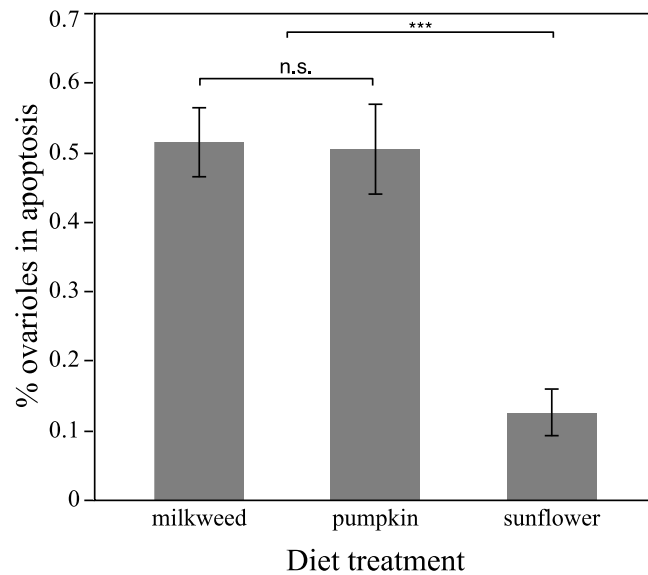 0.7
***
n.s.
0.6
0.5
0.4
0.3
0.2
0.1
0
% ovarioles in apoptosis
milkweed pumpkin sunflower
Diet treatment